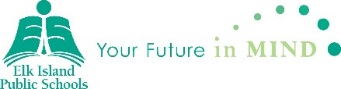 Elk Island
Public Schools
Your Future in MIND